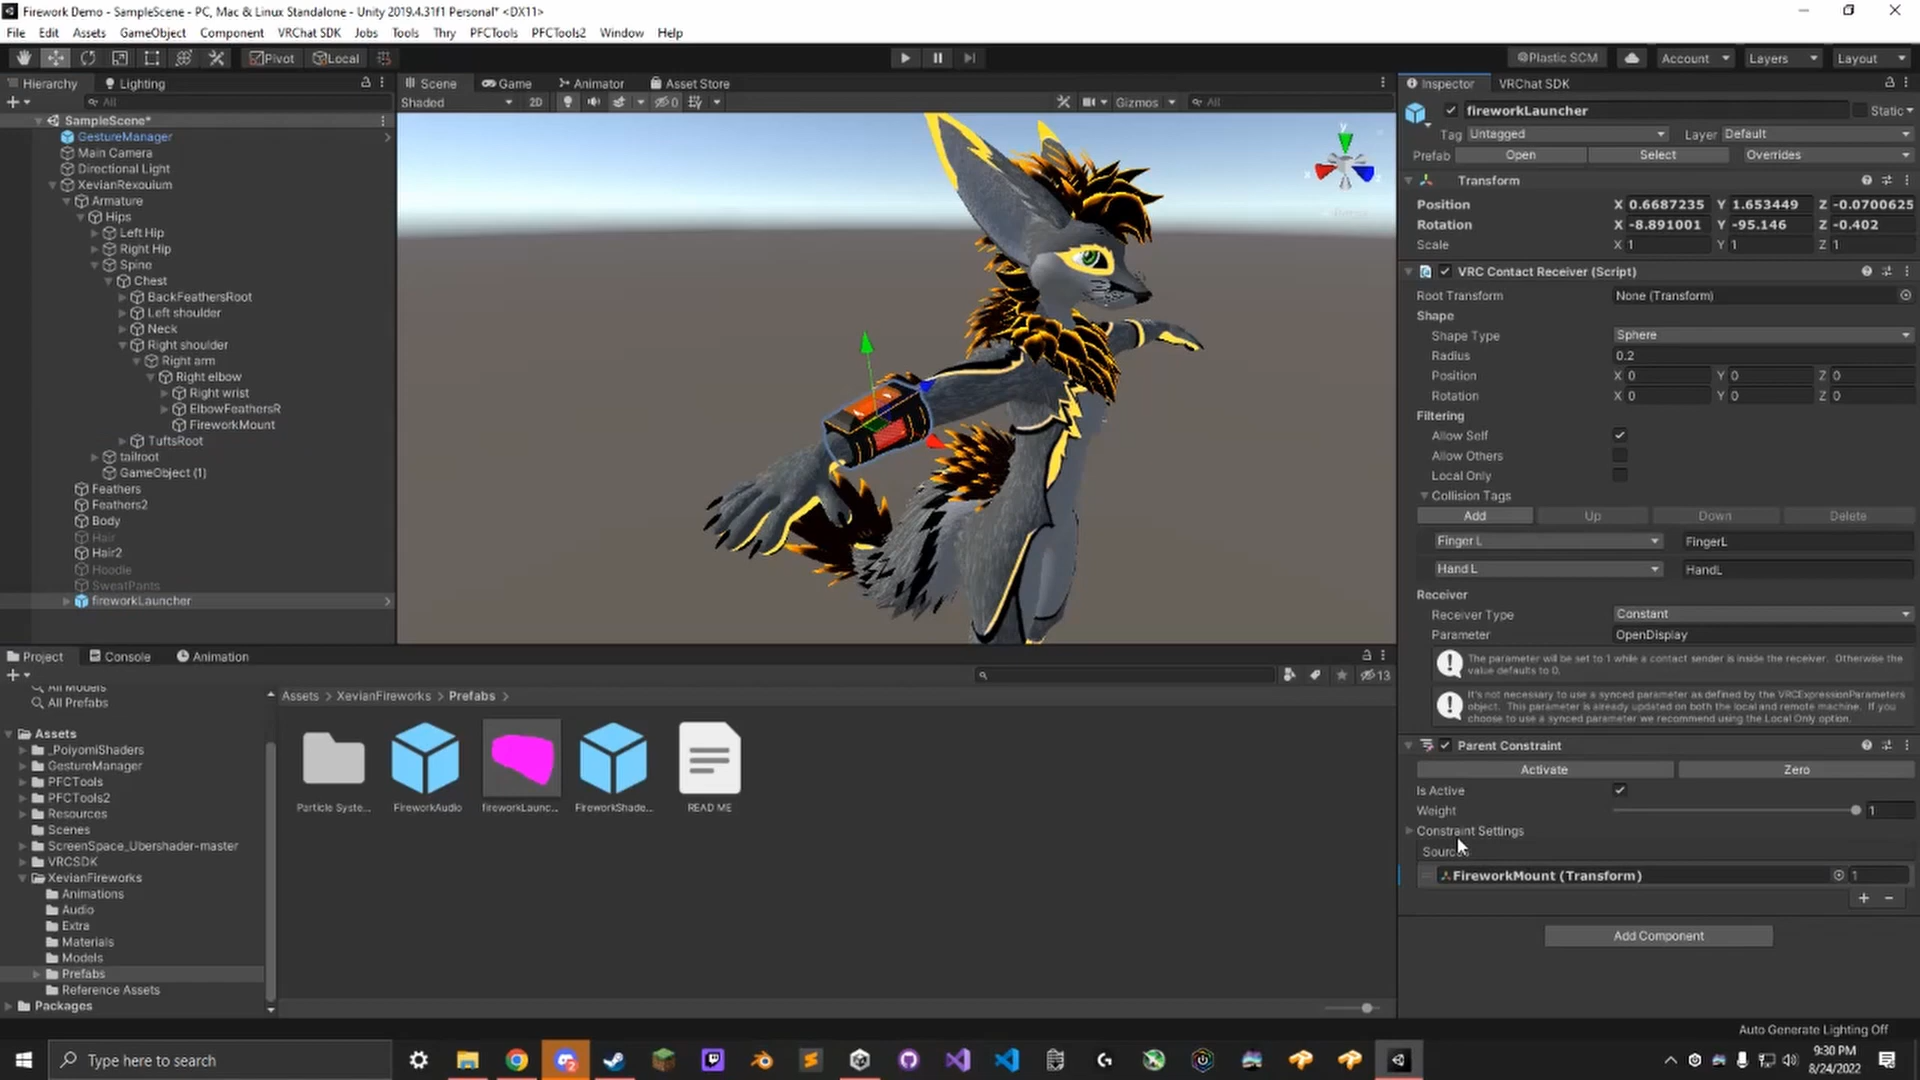 Firework Demo - SampleScene - PC, Mac & Linux Standalone - Unity 2019.4.31f1 Personal* <DX11>
File Edit Assets GameObject Component VRChat SDK Jobs Tools Thry PFCTools PFCTools2 Window Help
Pivot Local Plastic SCM Account Layers Layout
Hierarchy Lighting
All
SampleScene*
GestureManager
Main Camera
Directional Light
XevianRexouium
Armature
Hips
Left Hip
Right Hip
Spine
Chest
BackFeathersRoot
Left shoulder
Neck
Right shoulder
Right arm
Right elbow
Right wrist
ElbowFeathersR
FireworkMount
TuftsRoot
tailroot
GameObject (1)
Feathers
Feathers2
Body
Hair
Hair2
Hoodie
SweatPants
fireworkLauncher
Scene Game Animator Asset Store
Shaded 2D 0 Gizmos All
y
x
Inspector VRChat SDK
fireworkLauncher Static
Tag Untagged Layer Default
Prefab Open Select Overrides
Transform
Position X 0.6687235 Y 1.653449 Z -0.0700625
Rotation X -8.891001 Y -95.146 Z -0.402
Scale X 1 Y 1 Z 1
VRC Contact Receiver (Script)
Root Transform None (Transform)
Shape
Shape Type Sphere
Radius 0.2
Position X 0 Y 0 Z 0
Rotation X 0 Y 0 Z 0
Filtering
Allow Self
Allow Others
Local Only
Collision Tags
Add Up Down Delete
Finger L FingerL
Hand L HandL
Receiver
Receiver Type Constant
Parameter OpenDisplay
The parameter will be set to 1 while a contact sender is inside the receiver. Otherwise the
value defaults to 0.
It's not necessary to use a synced parameter as defined by the VRCExpressionParameters
object. This parameter is already updated on both the local and remote machine. If you
choose to use a synced parameter we recommend using the Local Only option.
Parent Constraint
Activate Zero
Is Active
Weight 1
Constraint Settings
Sources
FireworkMount (Transform) 1
Add Component
Project Console Animation
13
All Models
All Prefabs
Assets
_PoiyomiShaders
GestureManager
PFCTools
PFCTools2
Resources
Scenes
ScreenSpace_Ubershader-master
VRCSDK
XevianFireworks
Animations
Audio
Extra
Materials
Models
Prefabs
Reference Assets
Packages
Assets > XevianFireworks > Prefabs >
Particle Syste... FireworkAudio fireworkLaunc... FireworkShade... READ ME
Auto Generate Lighting Off
Type here to search
9:30 PM
8/24/2022